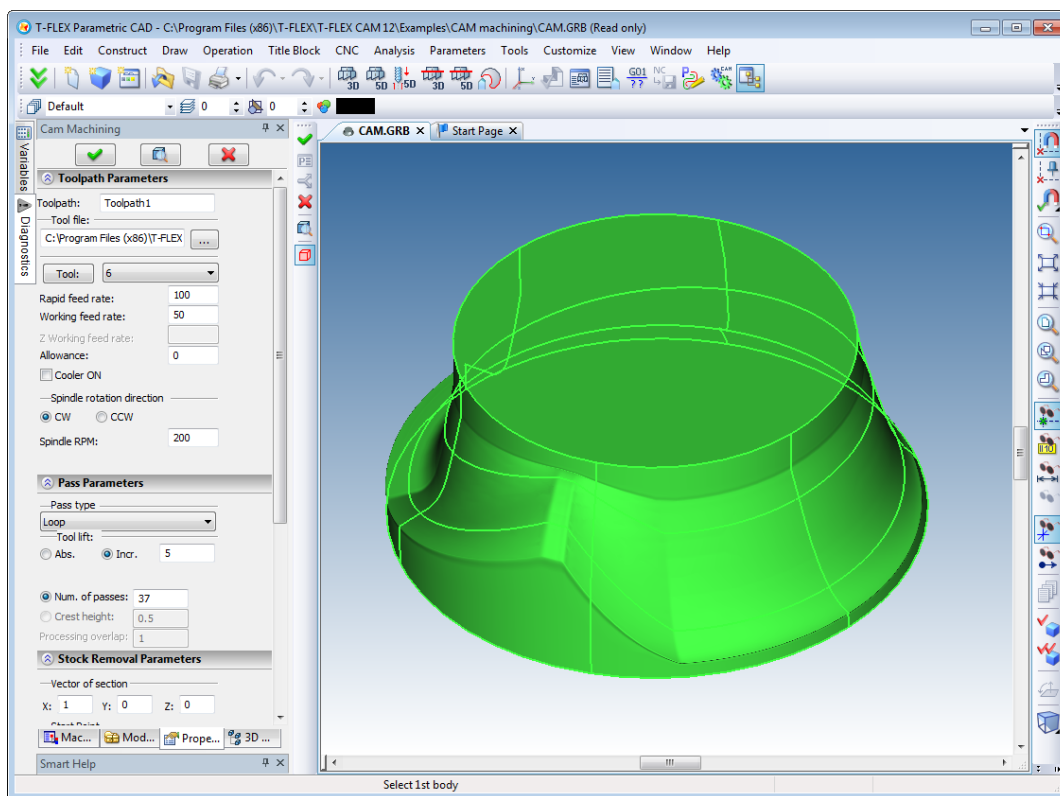 T-FLEX Parametric CAD - C:\Program Files (x86)\T-FLEX\T-FLEX CAM 12\Examples\CAM machining\CAM.GRB (Read only)
File Edit Construct Draw Operation Title Block CNC Analysis Parameters Tools Customize View Window Help
3D 5D 5D 3D 5D G01 ?? NC CAM
Default 0 0
Cam Machining
CAM.GRB Start Page
Variables
Diagnostics
Toolpath Parameters
Toolpath: Toolpath1
Tool file:
C:\Program Files (x86)\T-FLEX ...
Tool: 6
Rapid feed rate: 100
Working feed rate: 50
Z Working feed rate:
Allowance: 0
Cooler ON
Spindle rotation direction
CW CCW
Spindle RPM: 200
Pass Parameters
Pass type
Loop
Tool lift:
Abs. Incr. 5
Num. of passes: 37
Crest height: 0.5
Processing overlap: 1
Stock Removal Parameters
Vector of section
X: 1 Y: 0 Z: 0
Start Point
Mac... Mod... Prope... 3D ...
Smart Help
Select 1st body